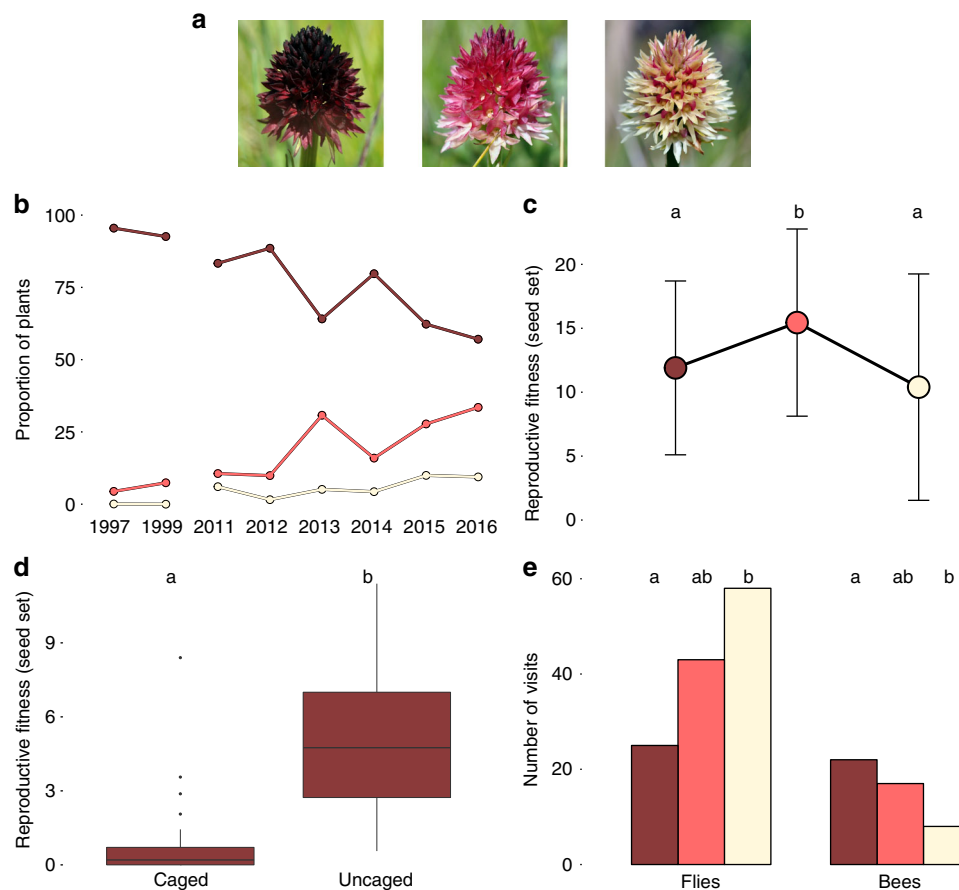 a
b
100
75
50
25
0
Proportion of plants
1997 1999 2011 2012 2013 2014 2015 2016
c
a b a
20
15
10
5
0
Reproductive fitness (seed set)
d
a b
9
6
3
0
Reproductive fitness (seed set)
Caged Uncaged
e
60
40
20
0
Number of visits
a ab b a ab b
Flies Bees